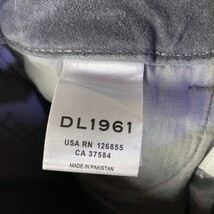 DL1961
USA RN 126855
CA 37584
MADE IN PAKISTAN